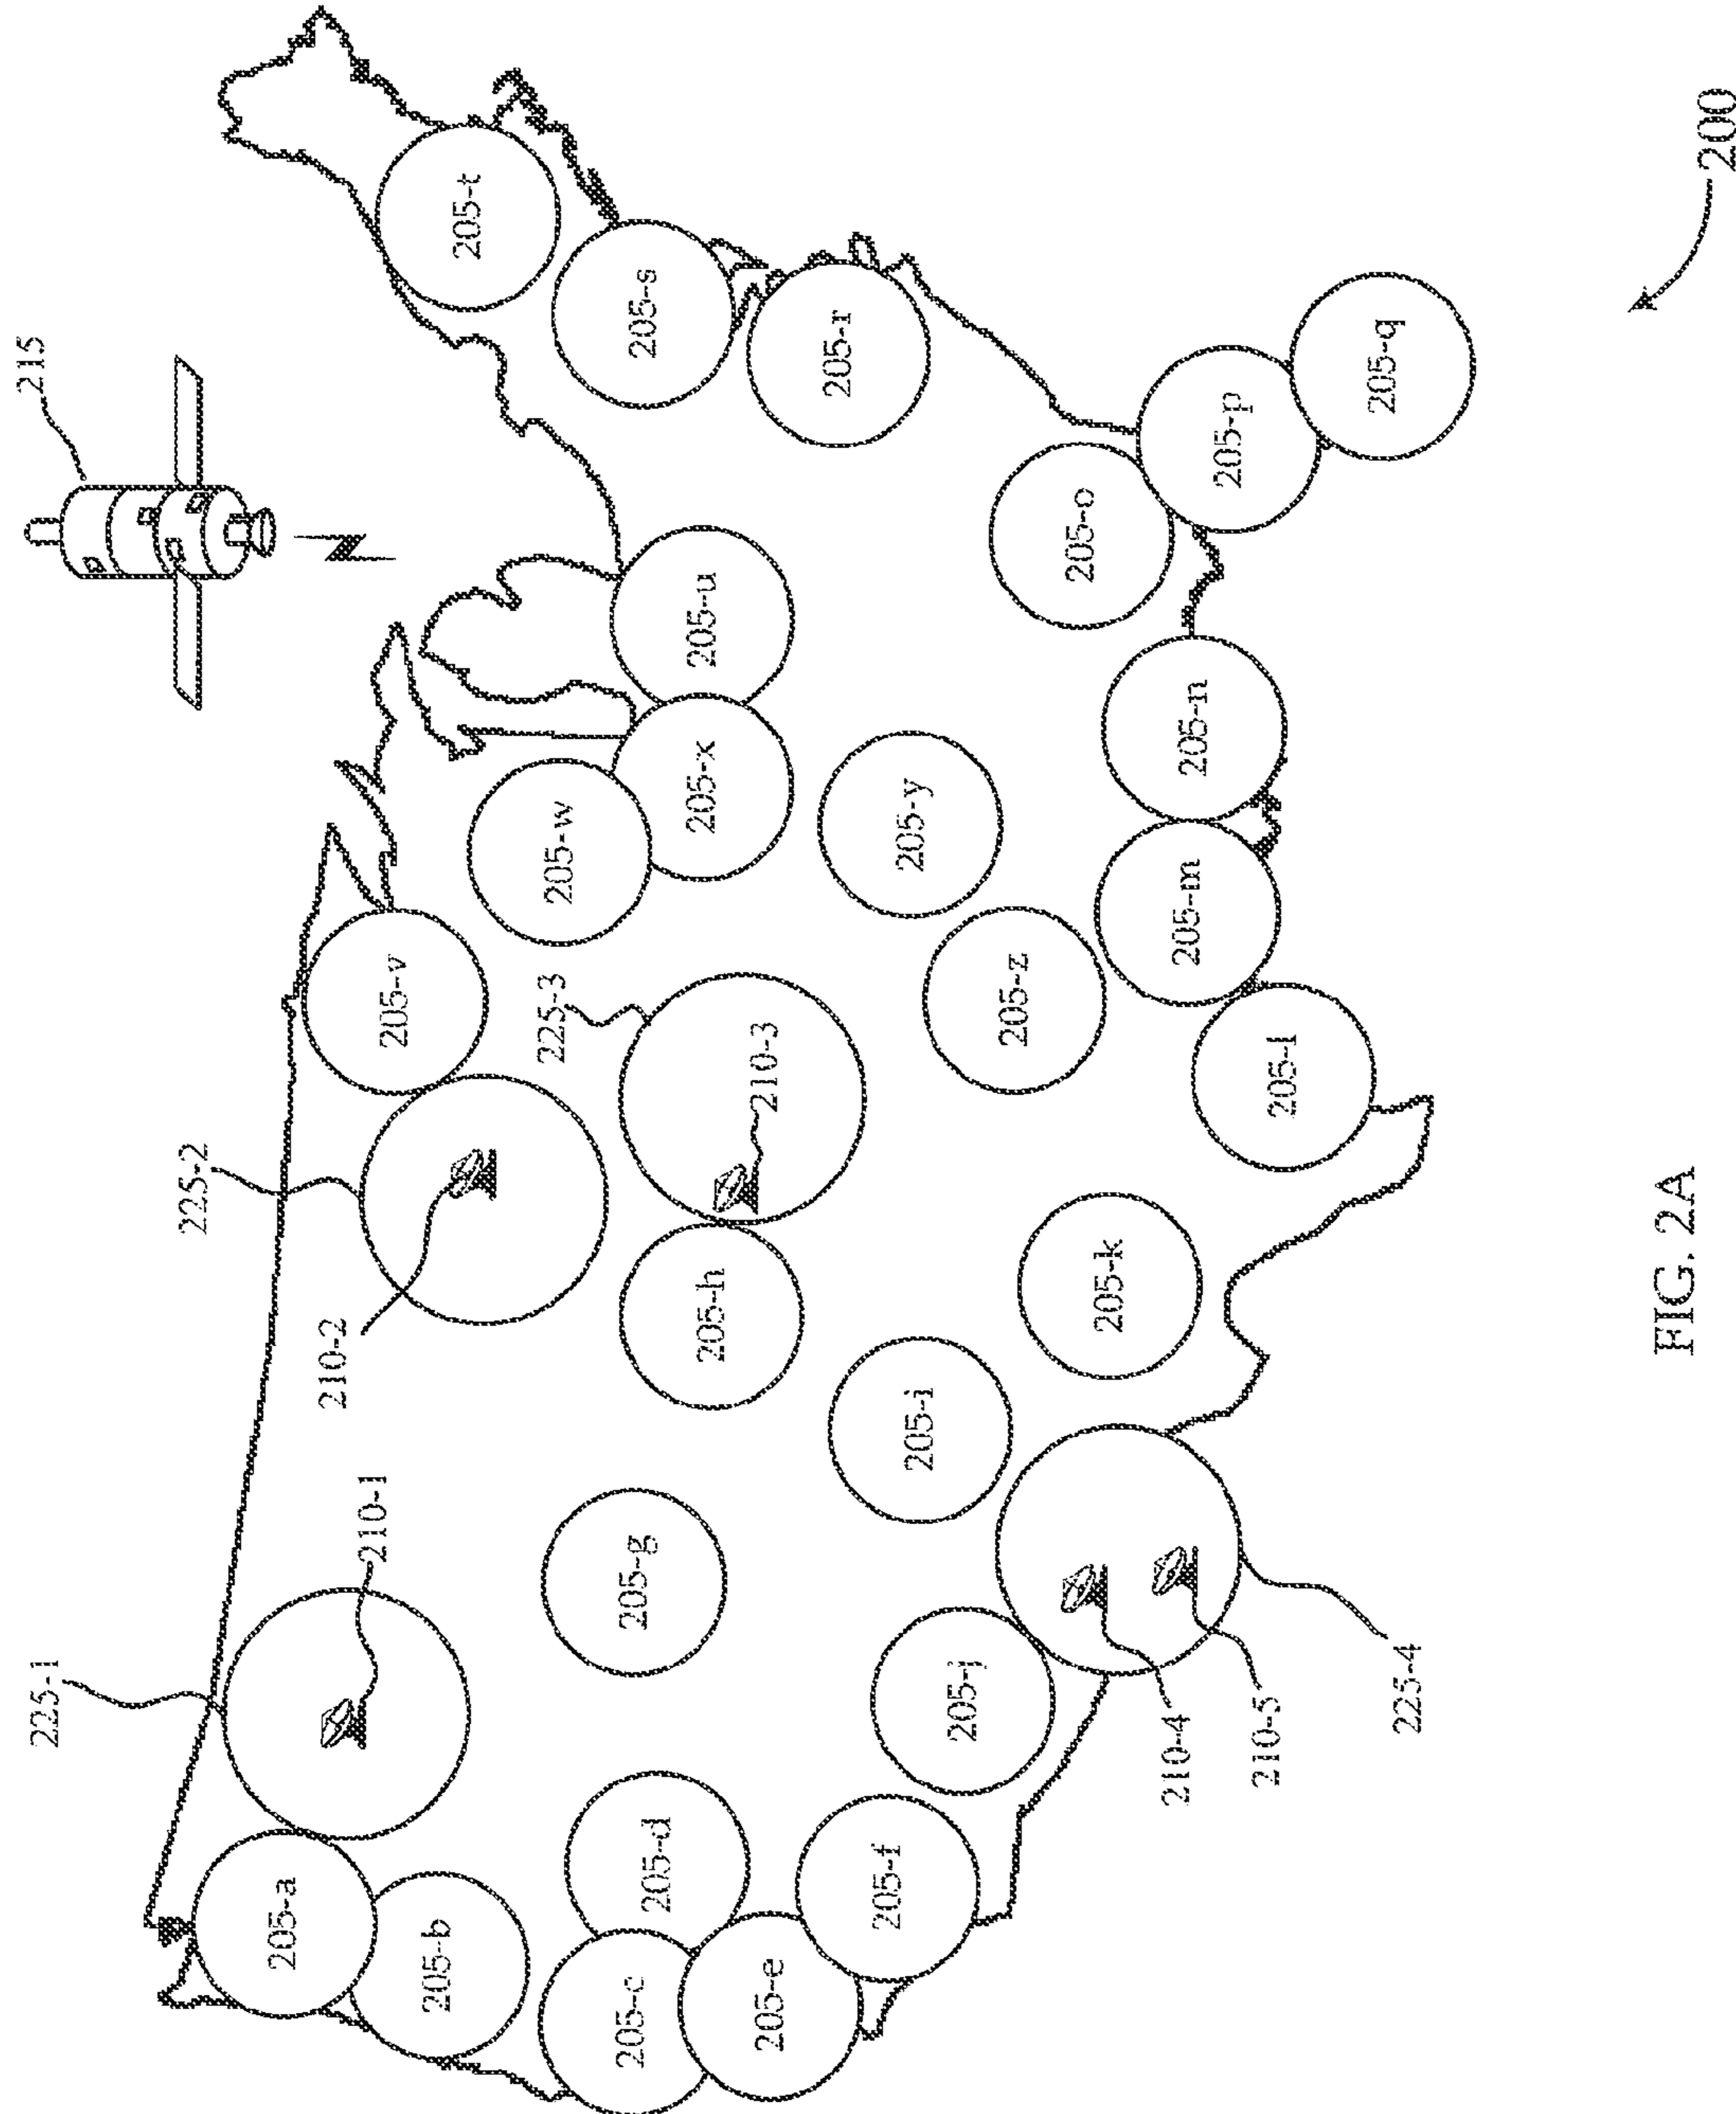 225-1
215
225-2
205-a
210-2
210-1
205-v
205-b
205-t
225-3
205-w
205-c
205-g
205-s
205-d
205-x
205-u
205-h
210-3
205-e
205-r
205-f
205-y
205-i
205-j
205-z
205-o
205-k
210-4
205-m
205-n
205-p
210-5
205-l
205-q
225-4
FIG. 2A
200